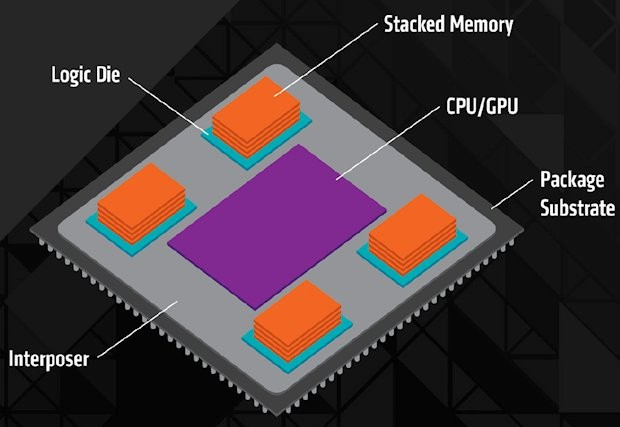 Stacked Memory
Logic Die
CPU/GPU
Package
Substrate
Interposer